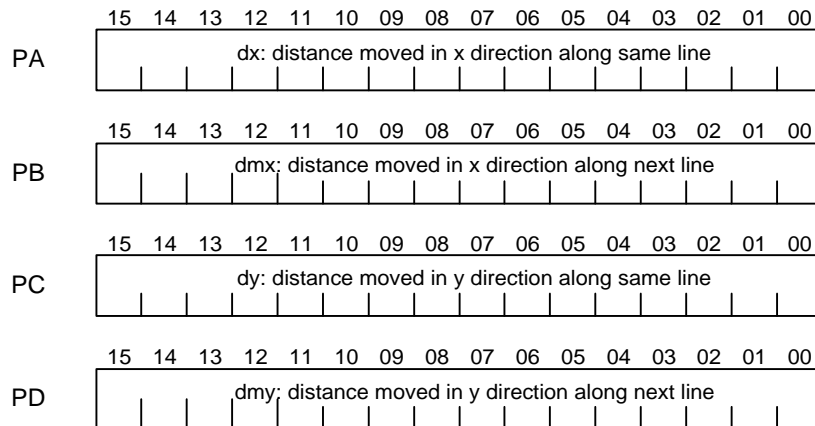 15 14 13 12 11 10 09 08 07 06 05 04 03 02 01 00
PA dx: distance moved in x direction along same line
15 14 13 12 11 10 09 08 07 06 05 04 03 02 01 00
PB dmx: distance moved in x direction along next line
15 14 13 12 11 10 09 08 07 06 05 04 03 02 01 00
PC dy: distance moved in y direction along same line
15 14 13 12 11 10 09 08 07 06 05 04 03 02 01 00
PD dmy: distance moved in y direction along next line